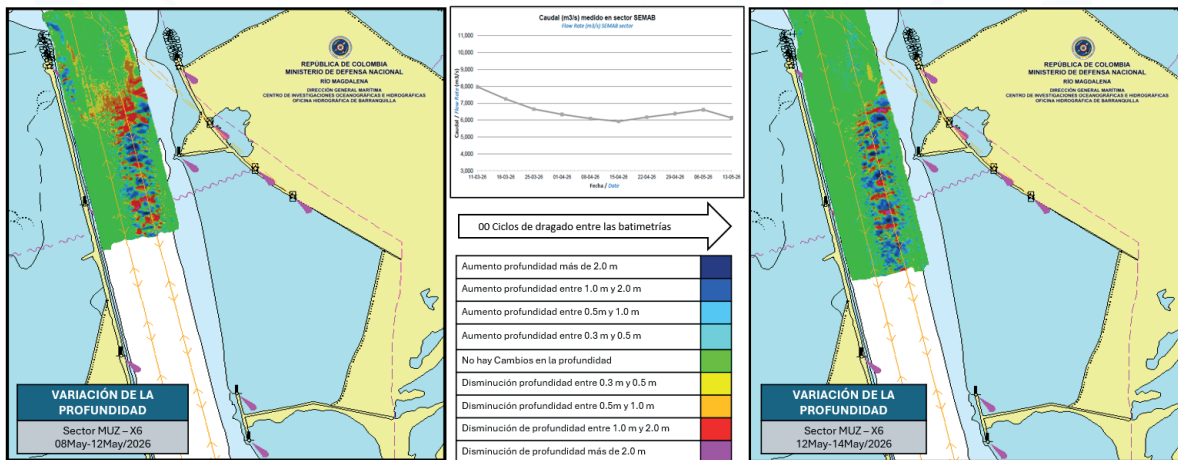 REPÚBLICA DE COLOMBIA
MINISTERIO DE DEFENSA NACIONAL
RÍO MAGDALENA
DIRECCIÓN GENERAL MARÍTIMA
CENTRO DE INVESTIGACIONES OCEANOGRÁFICAS E HIDROGRÁFICAS
OFICINA HIDROGRÁFICA DE BARRANQUILLA
VARIACIÓN DE LA
PROFUNDIDAD
Sector MUZ – X6
08May-12May/2026
Caudal (m3/s) medido en sector SEMAB
Flow Rate (m3/s) SEMAB sector
Caudal / Flow Rate (m3/s)
11,000
10,000
9,000
8,000
7,000
6,000
5,000
4,000
3,000
11-03-26 18-03-26 25-03-26 01-04-26 08-04-26 15-04-26 22-04-26 29-04-26 06-05-26 13-05-26
Fecha / Date
00 Ciclos de dragado entre las batimetrías
Aumento profundidad más de 2.0 m
Aumento profundidad entre 1.0 m y 2.0 m
Aumento profundidad entre 0.5m y 1.0 m
Aumento profundidad entre 0.3 m y 0.5 m
No hay Cambios en la profundidad
Disminución profundidad entre 0.3 m y 0.5 m
Disminución profundidad entre 0.5m y 1.0 m
Disminución de profundidad entre 1.0 m y 2.0 m
Disminución de profundidad más de 2.0 m
REPÚBLICA DE COLOMBIA
MINISTERIO DE DEFENSA NACIONAL
RÍO MAGDALENA
DIRECCIÓN GENERAL MARÍTIMA
CENTRO DE INVESTIGACIONES OCEANOGRÁFICAS E HIDROGRÁFICAS
OFICINA HIDROGRÁFICA DE BARRANQUILLA
VARIACIÓN DE LA
PROFUNDIDAD
Sector MUZ – X6
12May-14May/2026